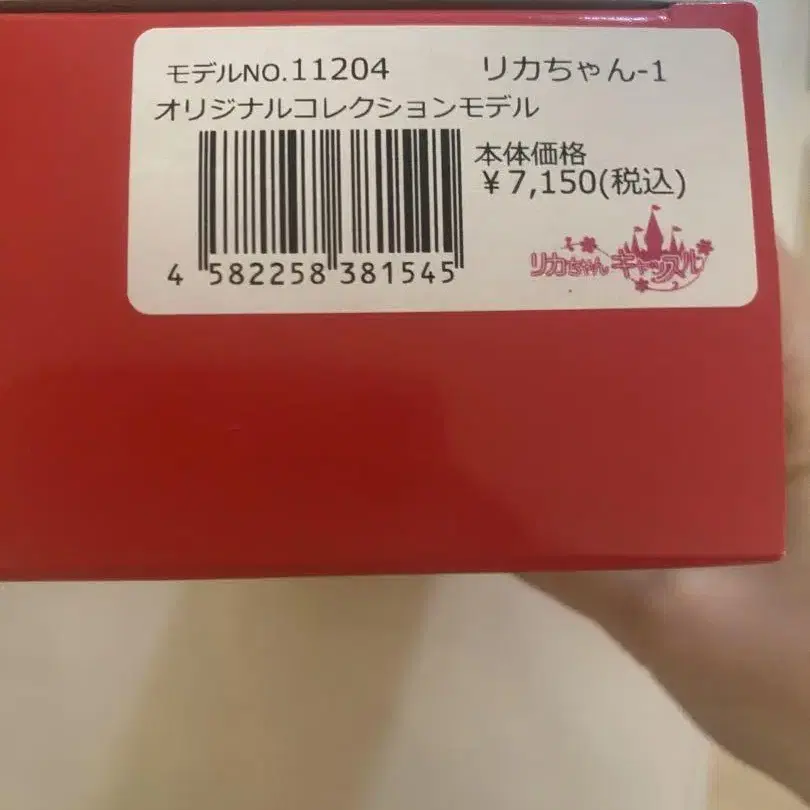 モデルNO.11204 リカちゃん-1
オリジナルコレクションモデル
本体価格
¥7,150(税込)
4 582258 381545
リカちゃん キャッスル